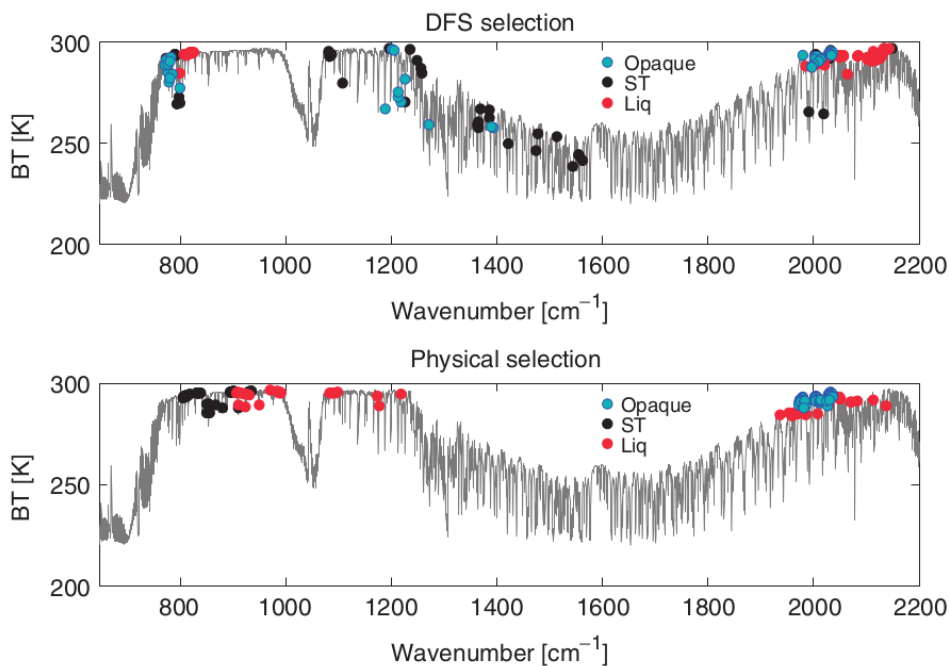 DFS selection
300
250
200
BT [K]
Opaque
ST
Liq
800 1000 1200 1400 1600 1800 2000 2200
Wavenumber [cm⁻¹]
Physical selection
300
250
200
BT [K]
Opaque
ST
Liq
800 1000 1200 1400 1600 1800 2000 2200
Wavenumber [cm⁻¹]